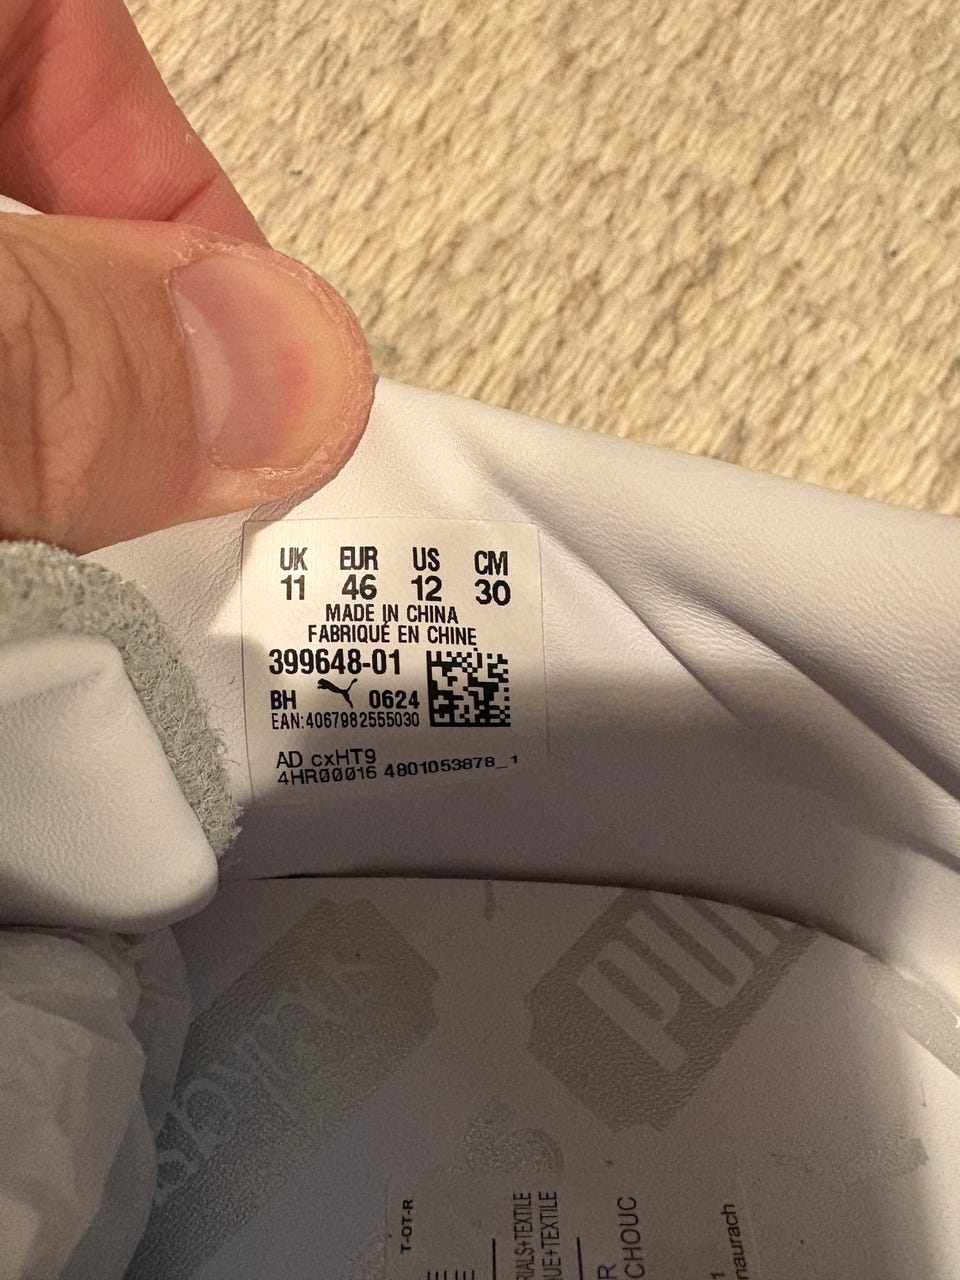 UK EUR US CM
11 46 12 30
MADE IN CHINA
FABRIQUÉ EN CHINE
399648-01
BH 0624
EAN:4067982555030
AD cxHT9
4HR00016 4801053878_1
T-OT-R